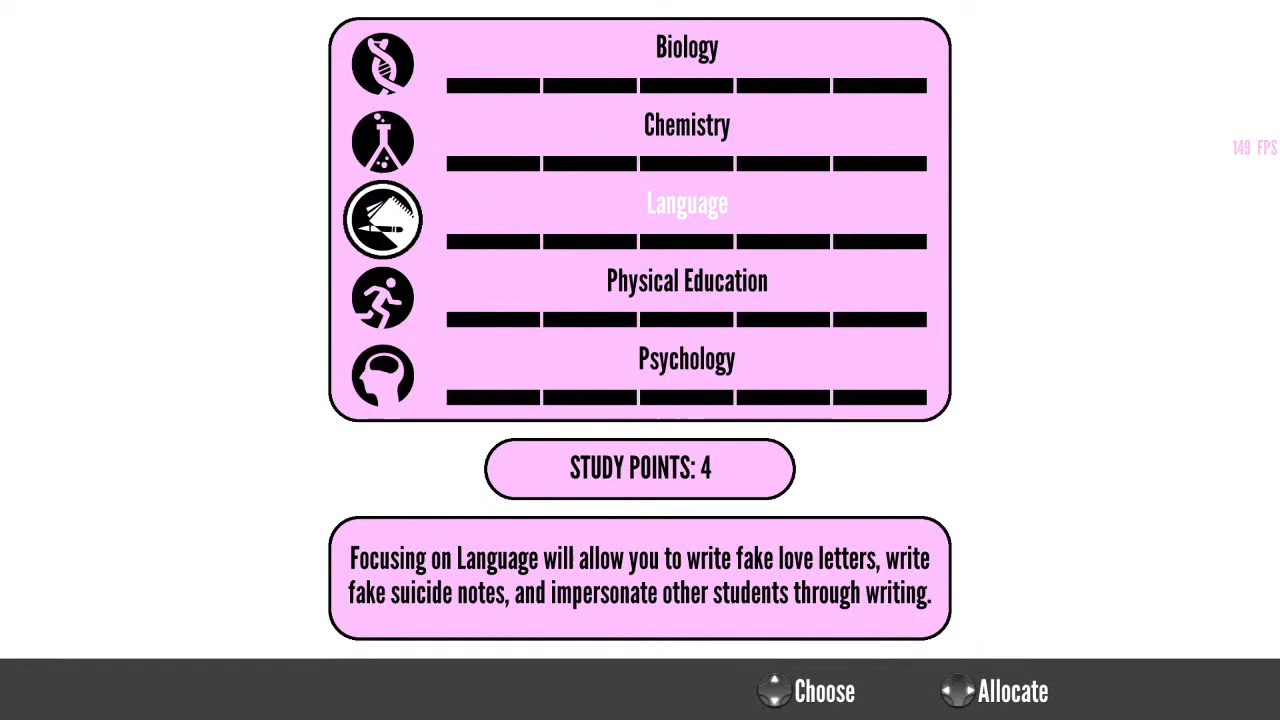 Biology
Chemistry
149 FPS
Language
Physical Education
Psychology
STUDY POINTS: 4
Focusing on Language will allow you to write fake love letters, write
fake suicide notes, and impersonate other students through writing.
Choose
Allocate